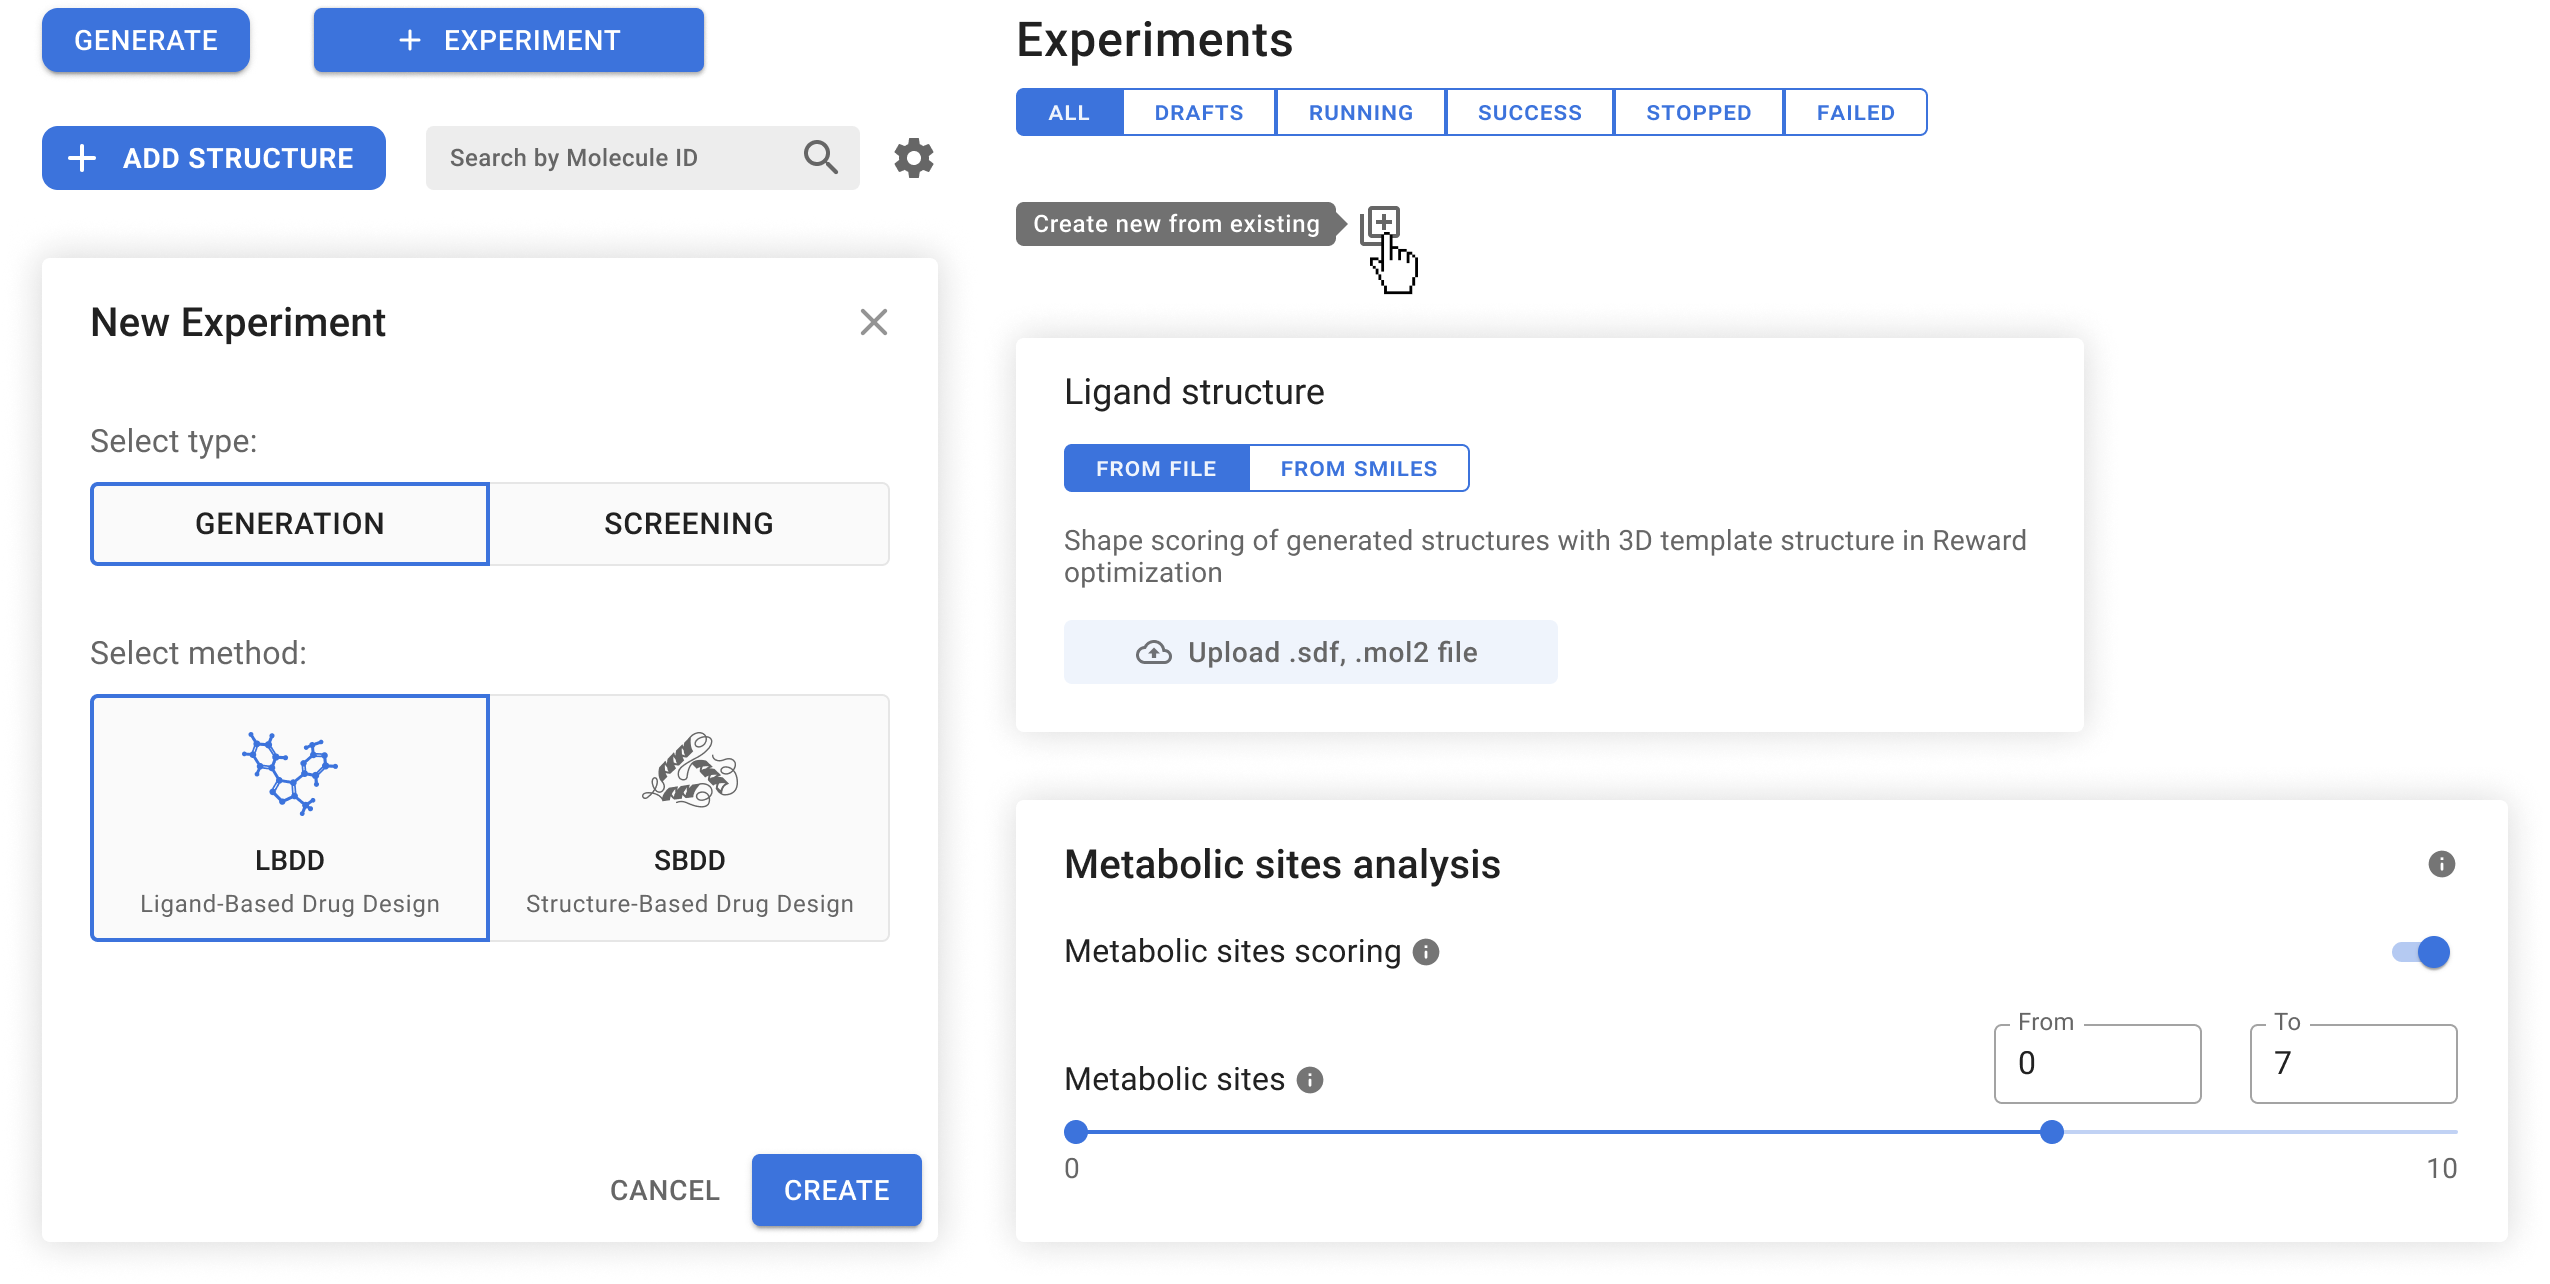 GENERATE
+ EXPERIMENT
+ ADD STRUCTURE
Search by Molecule ID
New Experiment
Select type:
GENERATION
SCREENING
Select method:
LBDD
Ligand-Based Drug Design
SBDD
Structure-Based Drug Design
CANCEL
CREATE
Experiments
ALL
DRAFTS
RUNNING
SUCCESS
STOPPED
FAILED
Create new from existing
Ligand structure
FROM FILE
FROM SMILES
Shape scoring of generated structures with 3D template structure in Reward
optimization
Upload .sdf, .mol2 file
Metabolic sites analysis
Metabolic sites scoring
Metabolic sites
From
0
To
7
0
10